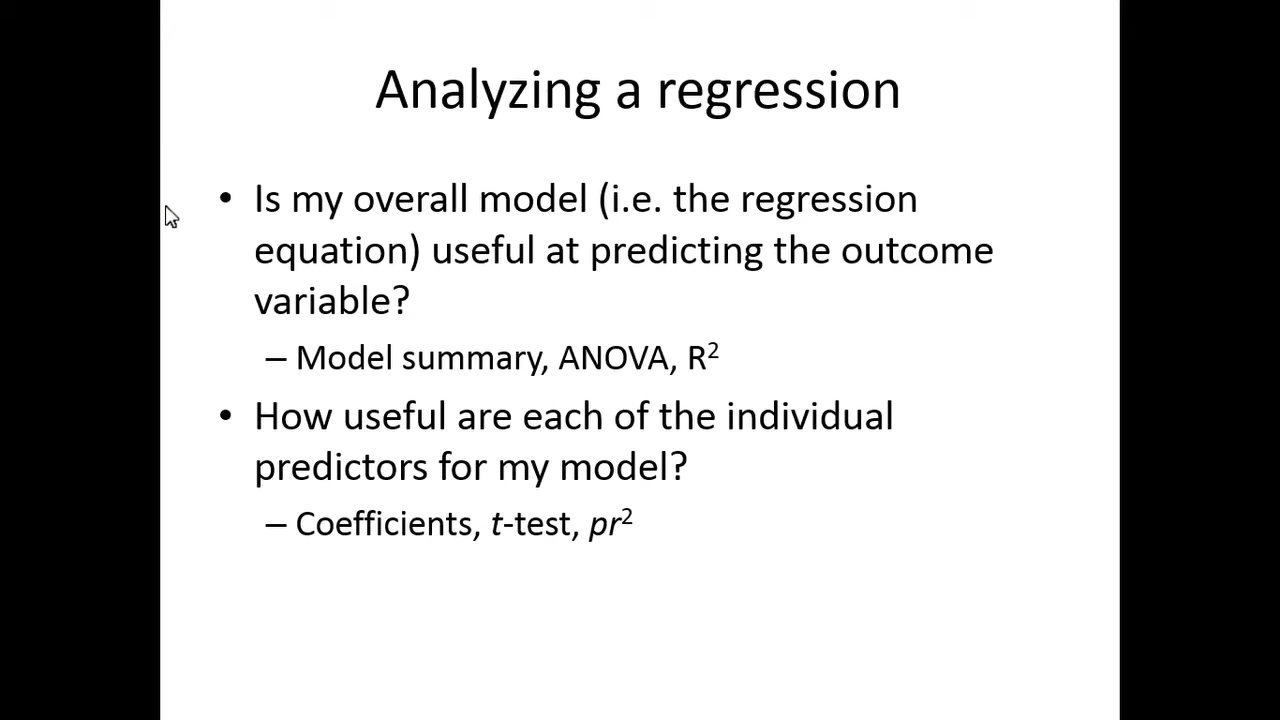 Analyzing a regression
• Is my overall model (i.e. the regression
equation) useful at predicting the outcome
variable?
– Model summary, ANOVA, R²
• How useful are each of the individual
predictors for my model?
– Coefficients, t-test, pr²